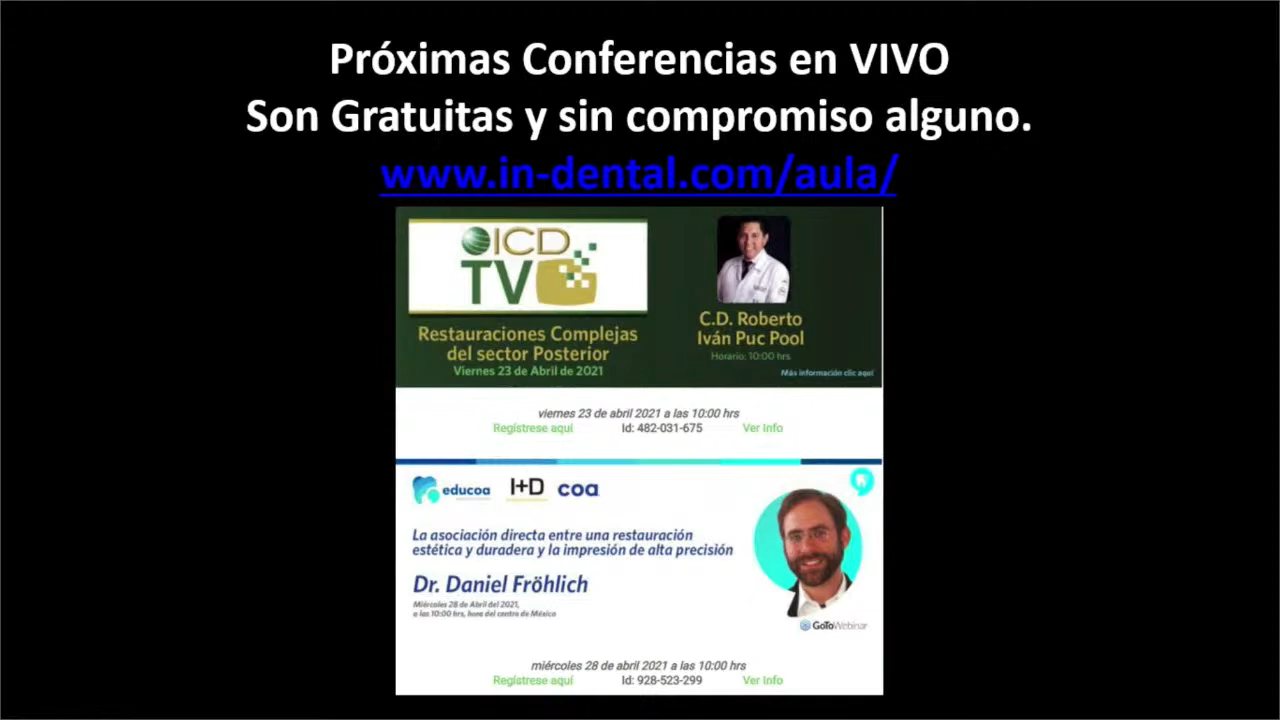 Próximas Conferencias en VIVO
Son Gratuitas y sin compromiso alguno.
www.in-dental.com/aula/
ICD
TV
Restauraciones Complejas
del sector Posterior
Viernes 23 de Abril de 2021
C.D. Roberto
Iván Puc Pool
Horario: 10:00 hrs
Más información clic aquí
viernes 23 de abril 2021 a las 10:00 hrs
Regístrese aquí Id: 482-031-675 Ver Info
educoa I+D coa
La asociación directa entre una restauración
estética y duradera y la impresión de alta precisión
Dr. Daniel Fröhlich
Miércoles 28 de Abril del 2021,
a las 10:00 hrs, hora del centro de México
GoToWebinar
miércoles 28 de abril 2021 a las 10:00 hrs
Regístrese aquí Id: 928-523-299 Ver Info